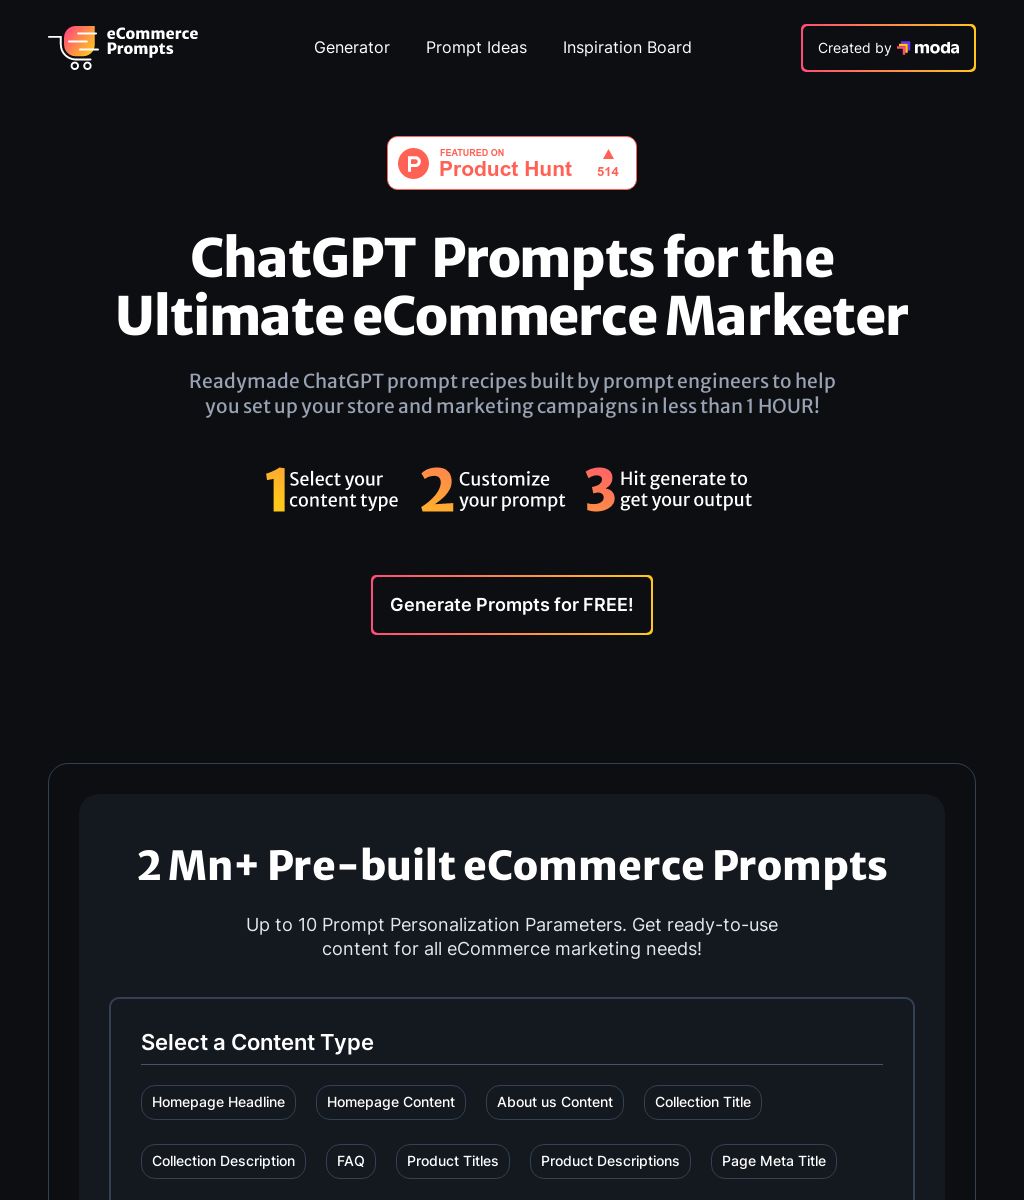 eCommerce
Prompts
Generator
Prompt Ideas
Inspiration Board
Created by moda
P
FEATURED ON
Product Hunt
514
ChatGPT Prompts for the
Ultimate eCommerce Marketer
Readymade ChatGPT prompt recipes built by prompt engineers to help
you set up your store and marketing campaigns in less than 1 HOUR!
1 Select your
content type
2 Customize
your prompt
3 Hit generate to
get your output
Generate Prompts for FREE!
2 Mn+ Pre-built eCommerce Prompts
Up to 10 Prompt Personalization Parameters. Get ready-to-use
content for all eCommerce marketing needs!
Select a Content Type
Homepage Headline
Homepage Content
About us Content
Collection Title
Collection Description
FAQ
Product Titles
Product Descriptions
Page Meta Title